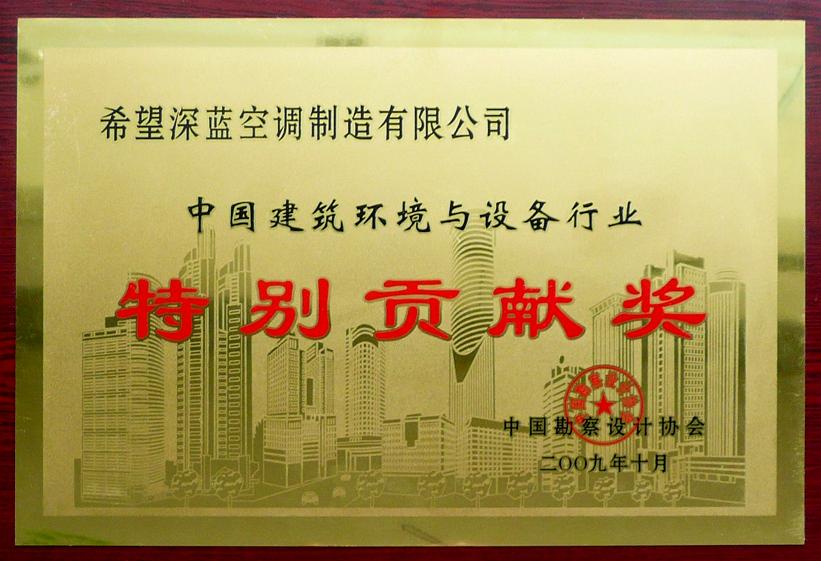 希望深蓝空调制造有限公司
中国建筑环境与设备行业
特别贡献奖
中国勘察设计协会
二〇〇九年十月